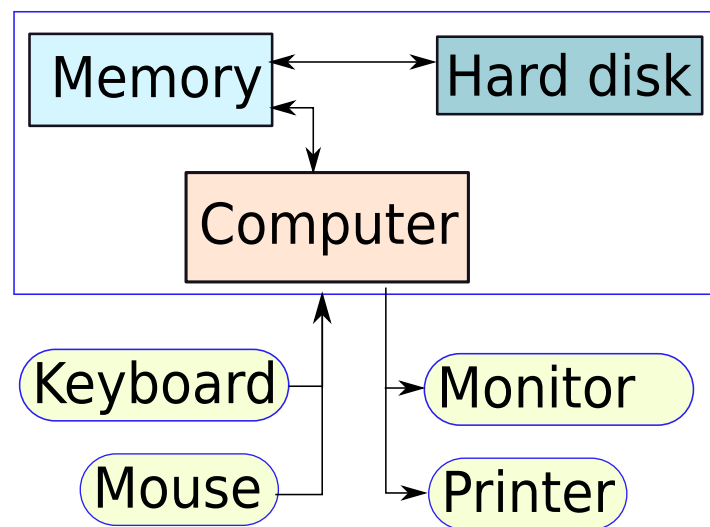 Memory
Hard disk
Computer
Keyboard
Monitor
Mouse
Printer